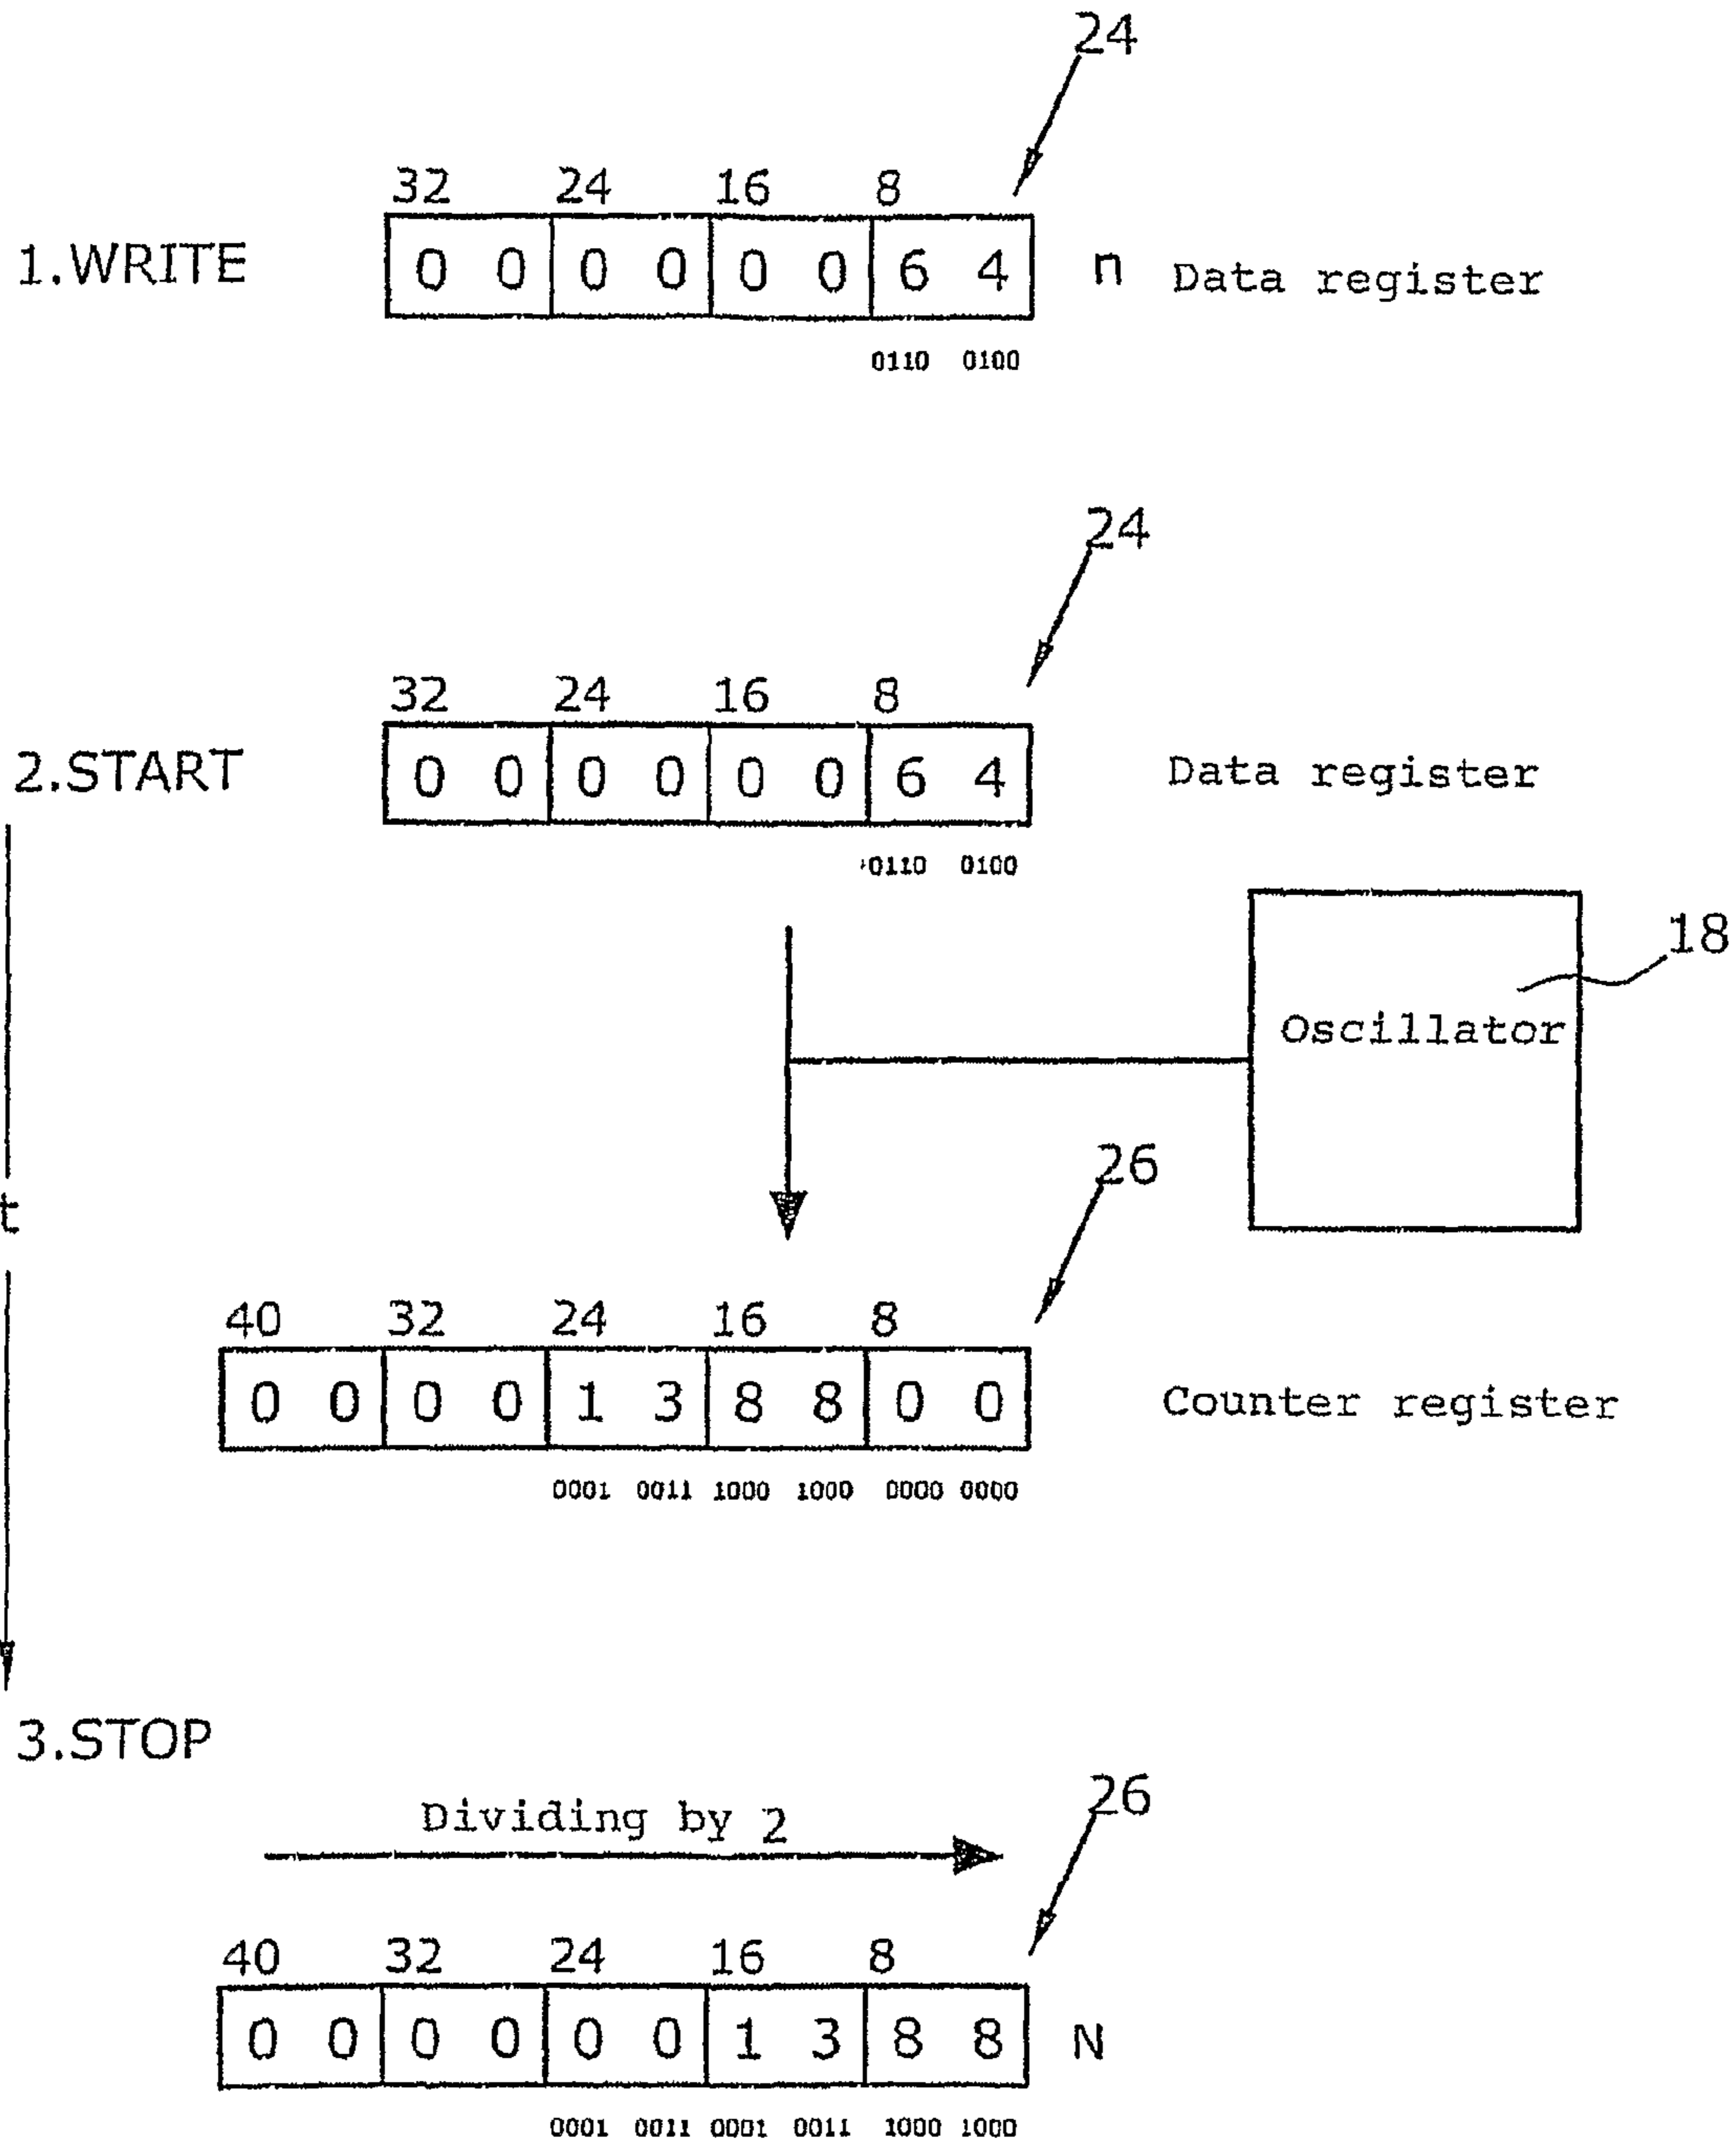 24
32 24 16 8
1.WRITE 0 0 0 0 0 0 6 4 n Data register
0110 0100
24
32 24 16 8
2.START 0 0 0 0 0 0 6 4 Data register
0110 0100
18
Oscillator
26
t
40 32 24 16 8
0 0 0 0 1 3 8 8 0 0 Counter register
0001 0011 1000 1000 0000 0000
3.STOP
26
Dividing by 2
40 32 24 16 8
0 0 0 0 0 0 1 3 8 8 N
0001 0011 0001 0011 1000 1000